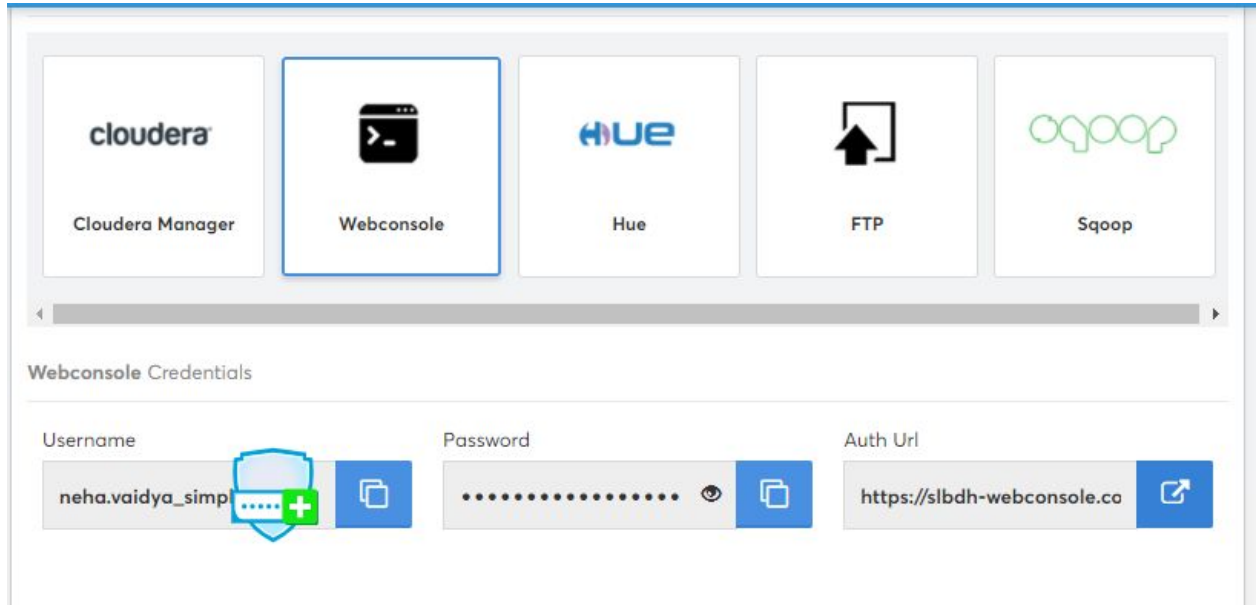 cloudera
HUE
sqoop
Cloudera Manager
Webconsole
Hue
FTP
Sqoop
Webconsole Credentials
Username
Password
Auth Url
neha.vaidya_simpl
•••••••••••••••••
https://slbdh-webconsole.co